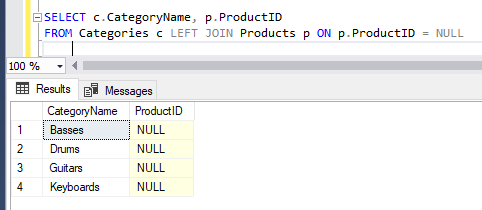 SELECT c.CategoryName, p.ProductID
FROM Categories c LEFT JOIN Products p ON p.ProductID = NULL
100 %
Results Messages
CategoryName ProductID
1 Basses NULL
2 Drums NULL
3 Guitars NULL
4 Keyboards NULL